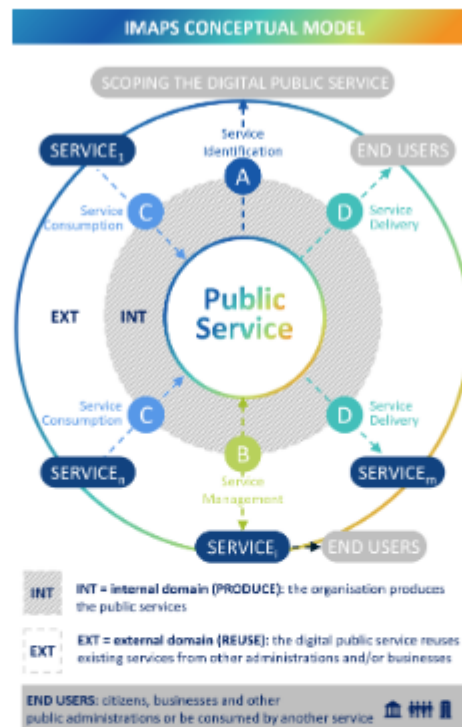 IMAPS CONCEPTUAL MODEL
SCOPING THE DIGITAL PUBLIC SERVICE
Service
Identification
SERVICE₁
END USERS
A
Service
Consumption
C
D
Service
Delivery
Public
Service
EXT
INT
Service
Consumption
C
D
Service
Delivery
B
SERVICEₙ
Service
Management
SERVICEₘ
SERVICEᵢ
END USERS
INT
INT = internal domain (PRODUCE): the organisation produces
the public services
EXT
EXT = external domain (REUSE): the digital public service reuses
existing services from other administrations and/or businesses
END USERS: citizens, businesses and other
public administrations or be consumed by another service